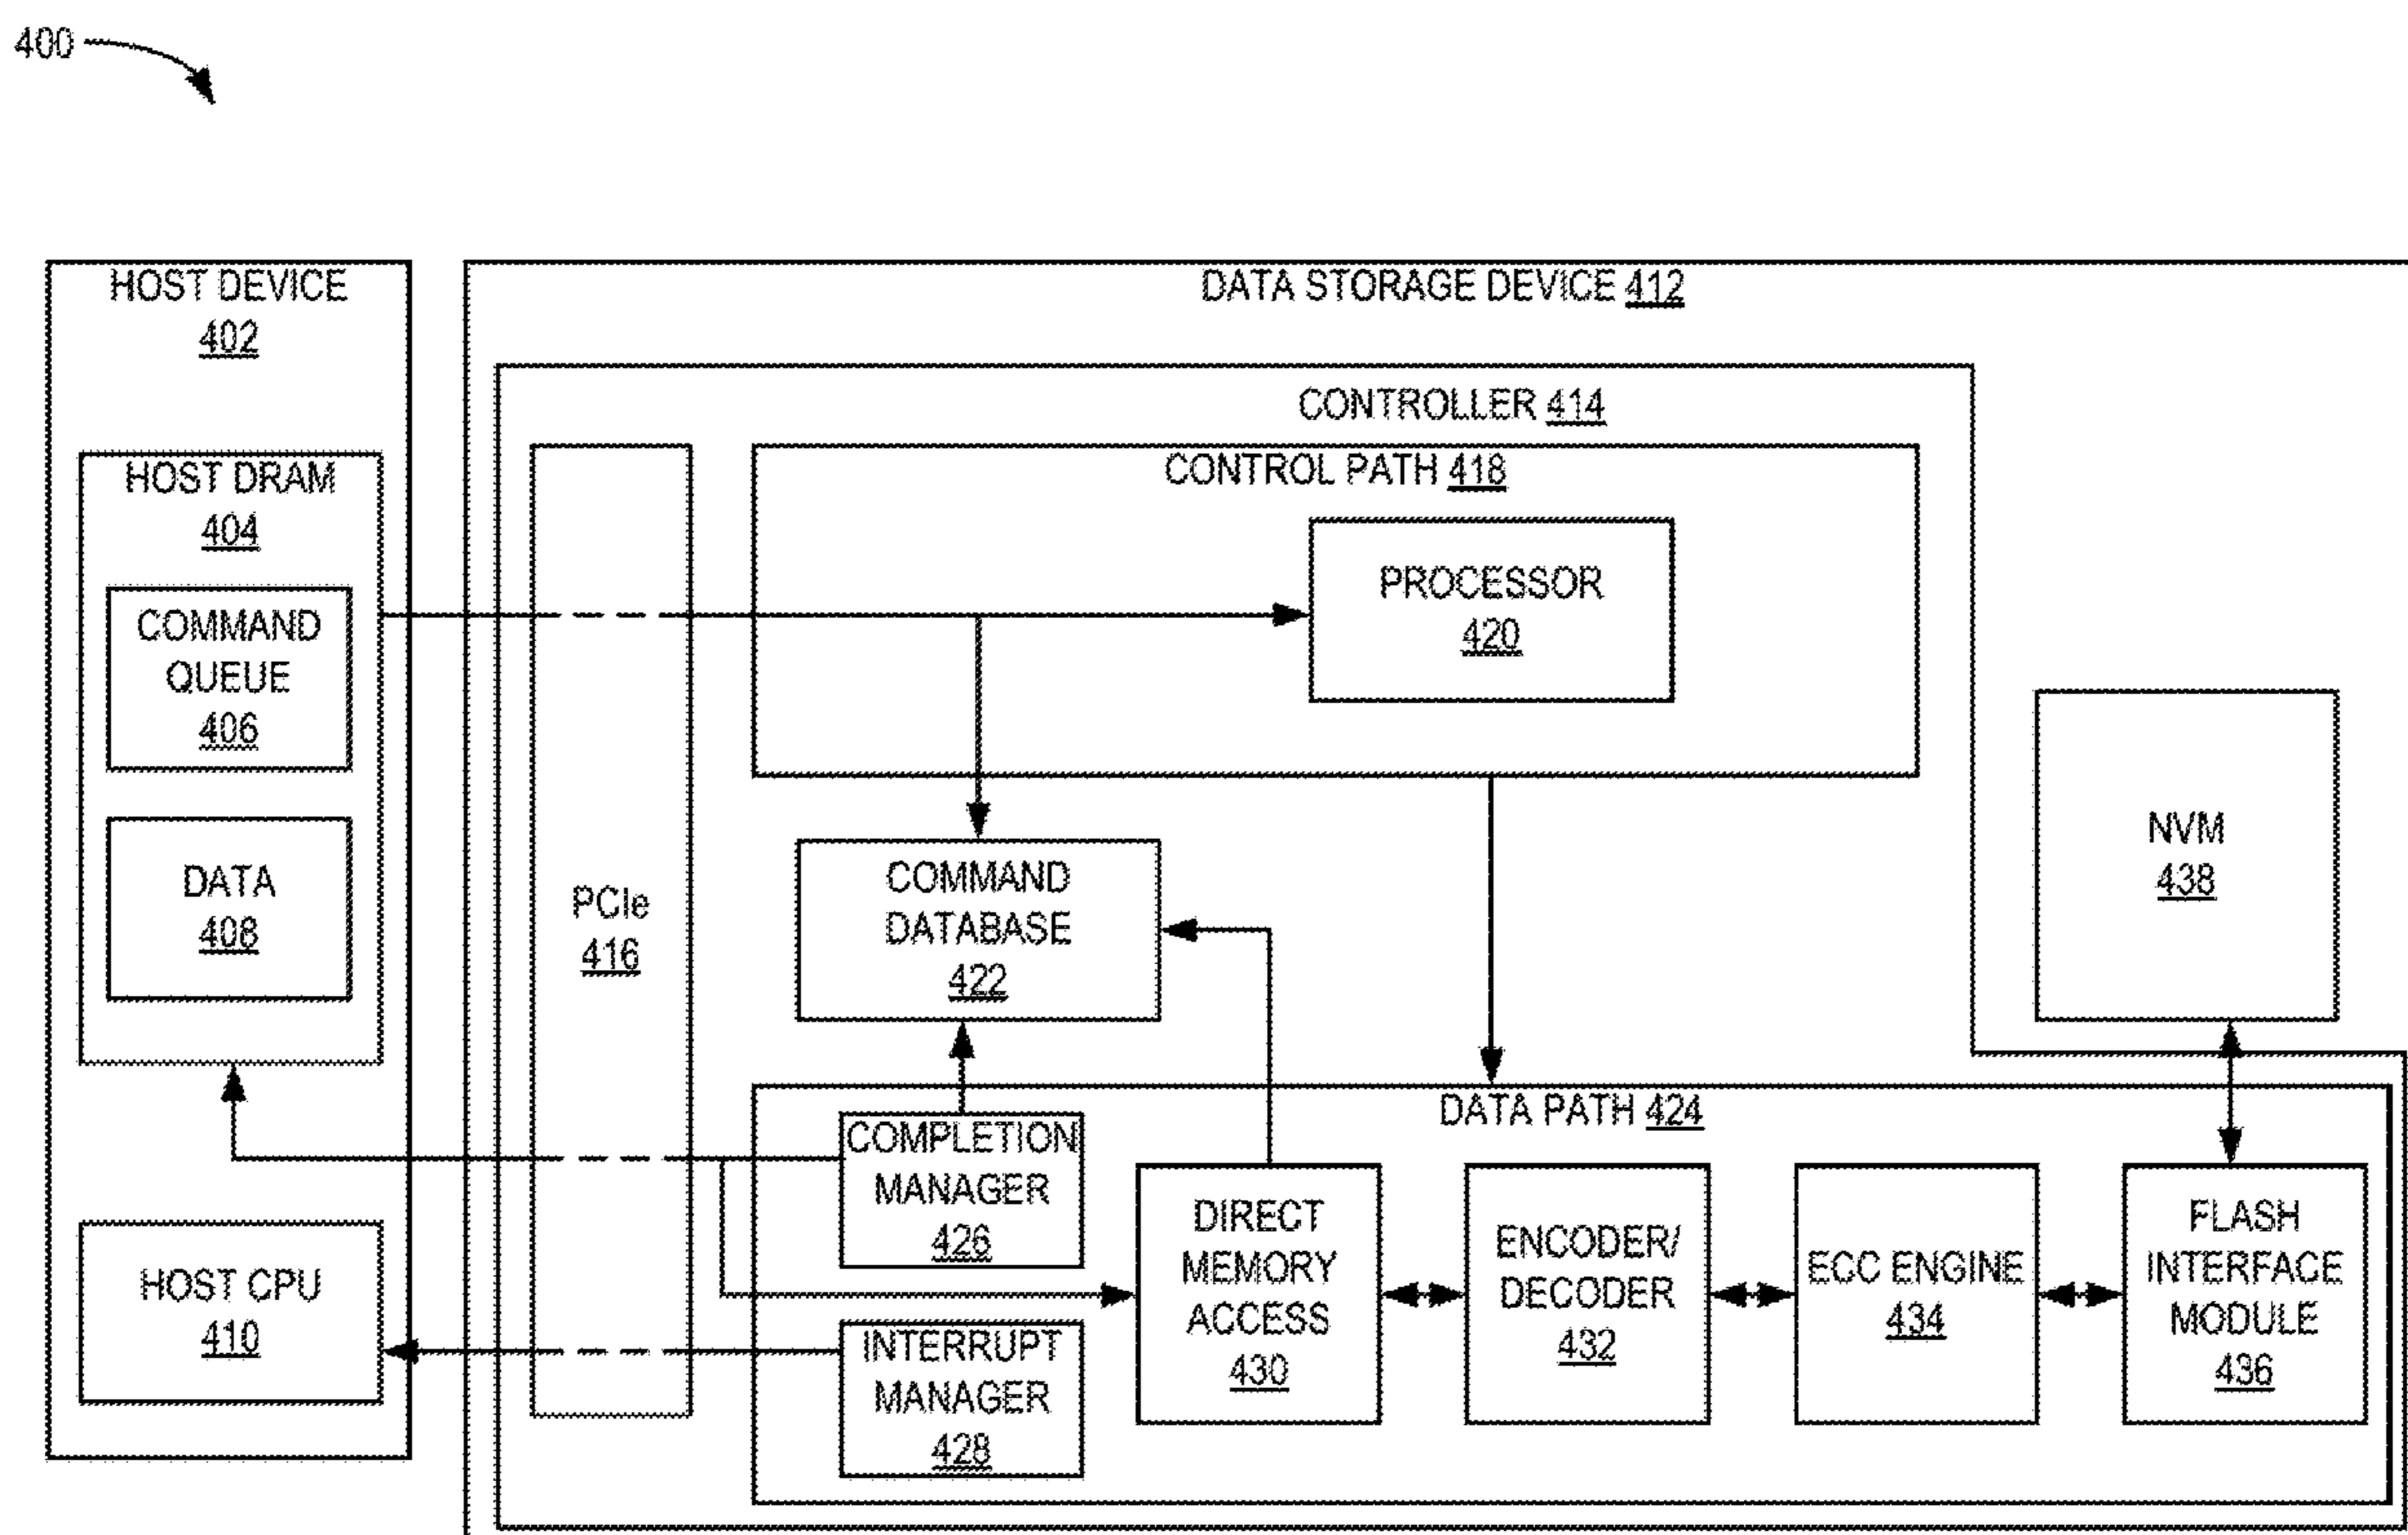 400
HOST DEVICE
402
HOST DRAM
404
COMMAND
QUEUE
406
DATA
408
HOST CPU
410
DATA STORAGE DEVICE 412
CONTROLLER 414
PCIe
416
CONTROL PATH 418
PROCESSOR
420
COMMAND
DATABASE
422
NVM
438
DATA PATH 424
COMPLETION
MANAGER
426
INTERRUPT
MANAGER
428
DIRECT
MEMORY
ACCESS
430
ENCODER/
DECODER
432
ECC ENGINE
434
FLASH
INTERFACE
MODULE
436